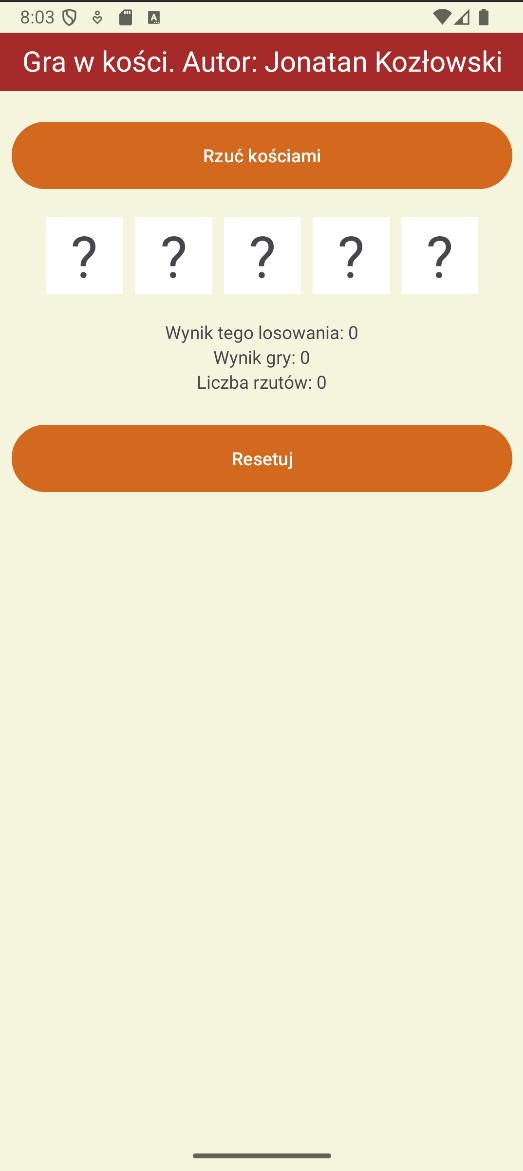 8:03
Gra w kości. Autor: Jonatan Kozłowski
Rzuć kościami
? ? ? ? ?
Wynik tego losowania: 0
Wynik gry: 0
Liczba rzutów: 0
Resetuj